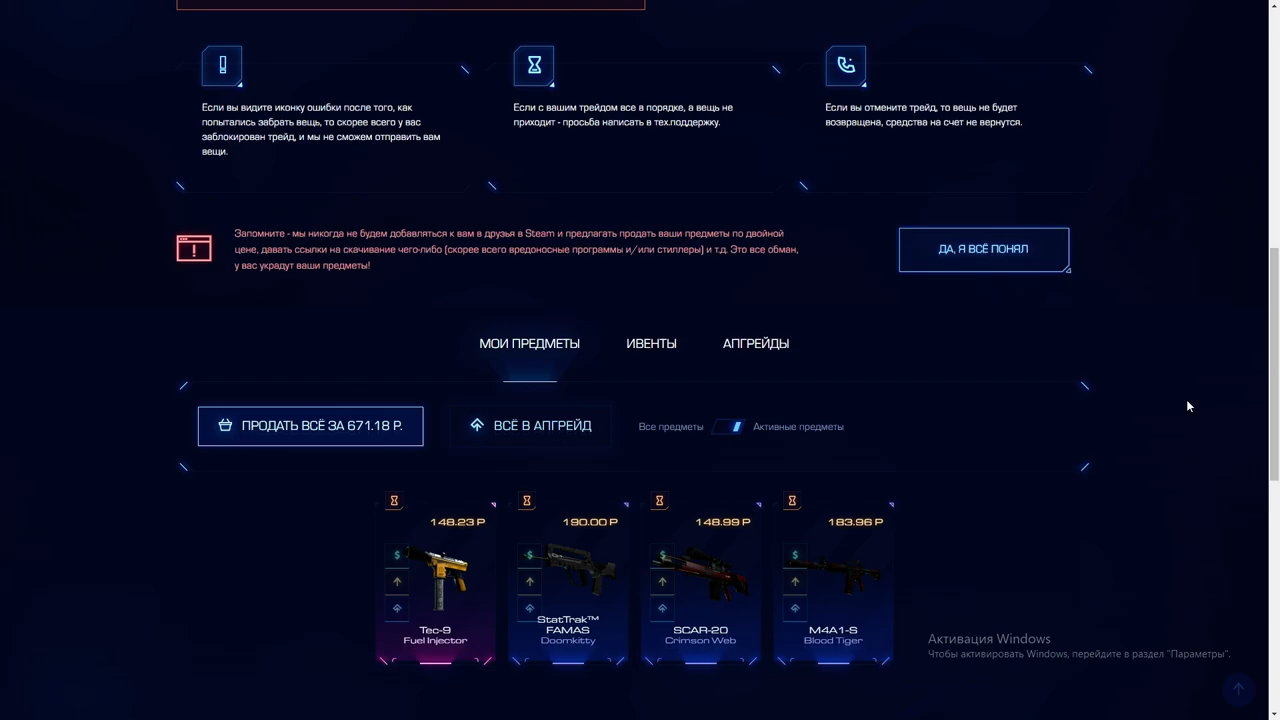 Если вы видите иконку ошибки после того, как
попытались забрать вещь, то скорее всего у вас
заблокирован трейд, и мы не сможем отправить вам
вещи.
Если с вашим трейдом все в порядке, а вещь не
приходит - просьба написать в тех.поддержку.
Если вы отмените трейд, то вещь не будет
возвращена, средства на счет не вернутся.
Запомните - мы никогда не будем добавляться к вам в друзья в Steam и предлагать продать ваши предметы по двойной
цене, давать ссылки на скачивание чего-либо (скорее всего вредоносные программы и/или стиллеры) и т.д. Это все обман,
у вас украдут ваши предметы!
ДА, Я ВСЁ ПОНЯЛ
МОИ ПРЕДМЕТЫ
ИВЕНТЫ
АПГРЕЙДЫ
ПРОДАТЬ ВСЁ ЗА 671.18 Р.
ВСЁ В АПГРЕЙД
Все предметы
Активные предметы
148.23 Р
190.00 Р
148.99 Р
183.96 Р
Tec-9
Fuel Injector
StatTrak™
FAMAS
Doomkitty
SCAR-20
Crimson Web
M4A1-S
Blood Tiger
Активация Windows
Чтобы активировать Windows, перейдите в раздел "Параметры".